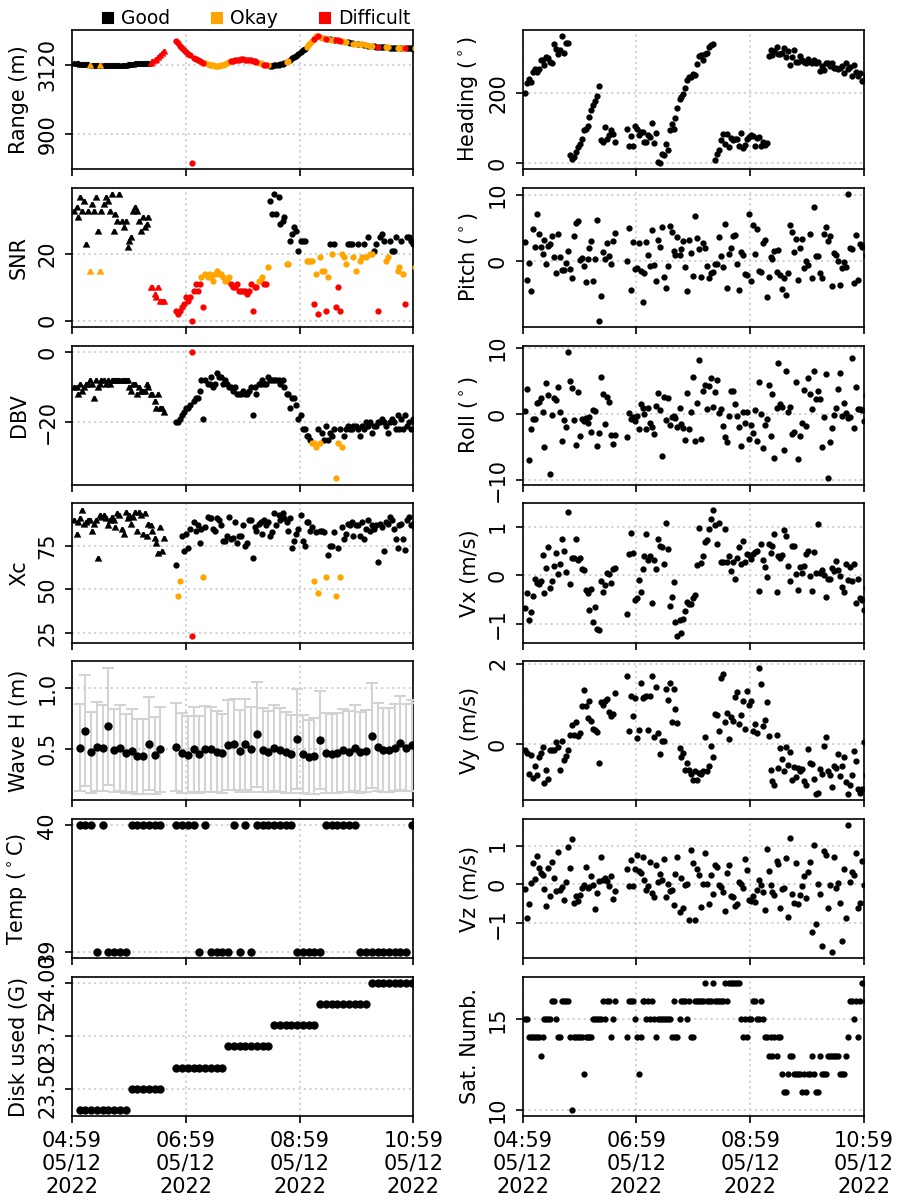 Good Okay Difficult
Range (m)
3120
900
Heading (°)
200
0
SNR
20
0
Pitch (°)
10
0
DBV
0
−20
Roll (°)
10
0
−10
Xc
75
50
25
Vx (m/s)
1
0
−1
Wave H (m)
1.0
0.5
Vy (m/s)
2
0
Temp (°C)
40
39
Vz (m/s)
1
0
−1
Disk used (G)
24.00
23.75
23.50
Sat. Numb.
15
10
04:59 06:59 08:59 10:59 04:59 06:59 08:59 10:59
05/12 05/12 05/12 05/12 05/12 05/12 05/12 05/12
2022 2022 2022 2022 2022 2022 2022 2022